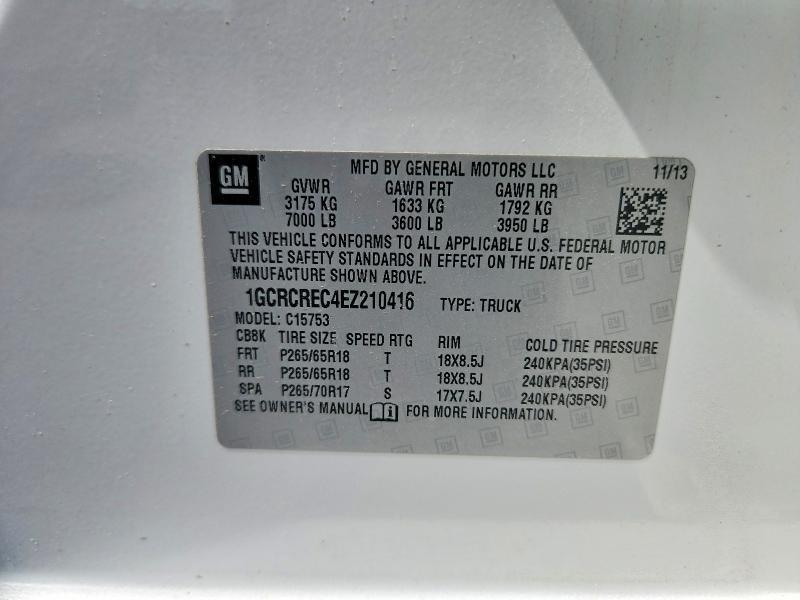 GM
MFD BY GENERAL MOTORS LLC 11/13
GVWR GAWR FRT GAWR RR
3175 KG 1633 KG 1792 KG
7000 LB 3600 LB 3950 LB
THIS VEHICLE CONFORMS TO ALL APPLICABLE U.S. FEDERAL MOTOR
VEHICLE SAFETY STANDARDS IN EFFECT ON THE DATE OF
MANUFACTURE SHOWN ABOVE.
1GCRCREC4EZ210416 TYPE: TRUCK
MODEL: C15753
CB8K TIRE SIZE SPEED RTG RIM COLD TIRE PRESSURE
FRT P265/65R18 T 18X8.5J 240KPA(35PSI)
RR P265/65R18 T 18X8.5J 240KPA(35PSI)
SPA P265/70R17 S 17X7.5J 240KPA(35PSI)
SEE OWNER'S MANUAL FOR MORE INFORMATION.